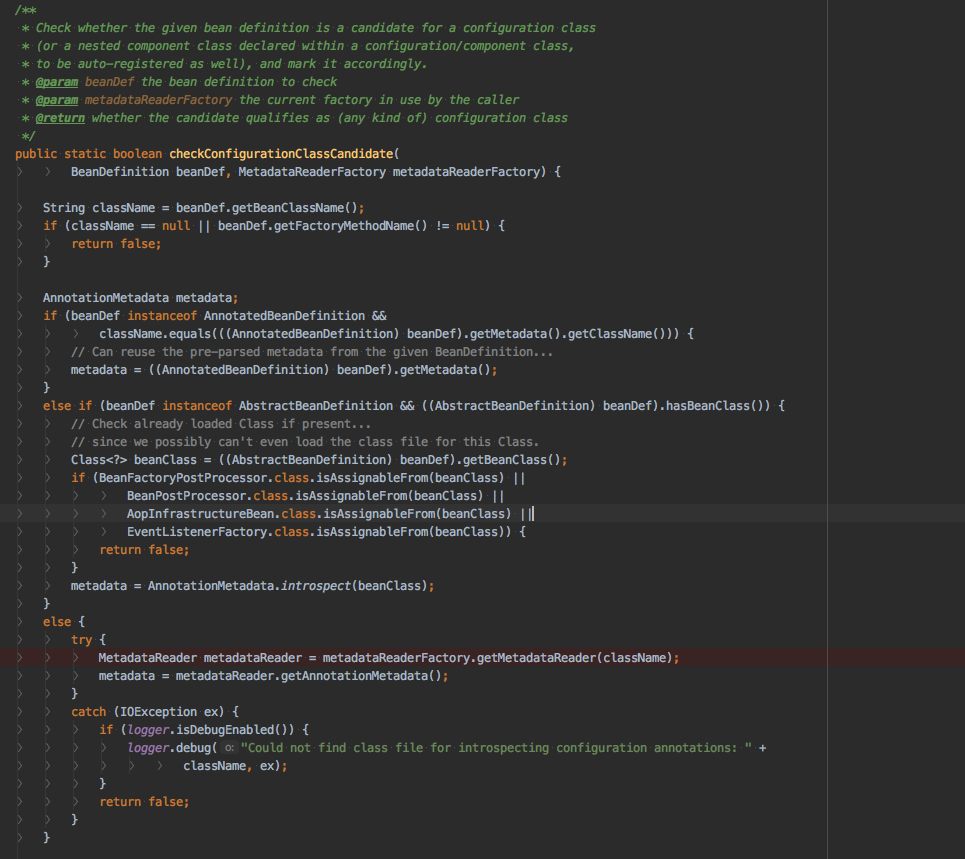 /**
 * Check whether the given bean definition is a candidate for a configuration class
 * (or a nested component class declared within a configuration/component class,
 * to be auto-registered as well), and mark it accordingly.
 * @param beanDef the bean definition to check
 * @param metadataReaderFactory the current factory in use by the caller
 * @return whether the candidate qualifies as (any kind of) configuration class
 */
public static boolean checkConfigurationClassCandidate(
        BeanDefinition beanDef, MetadataReaderFactory metadataReaderFactory) {
    String className = beanDef.getBeanClassName();
    if (className == null || beanDef.getFactoryMethodName() != null) {
        return false;
    }
    AnnotationMetadata metadata;
    if (beanDef instanceof AnnotatedBeanDefinition &&
            className.equals(((AnnotatedBeanDefinition) beanDef).getMetadata().getClassName())) {
        // Can reuse the pre-parsed metadata from the given BeanDefinition...
        metadata = ((AnnotatedBeanDefinition) beanDef).getMetadata();
    }
    else if (beanDef instanceof AbstractBeanDefinition && ((AbstractBeanDefinition) beanDef).hasBeanClass()) {
        // Check already loaded Class if present...
        // since we possibly can't even load the class file for this Class.
        Class<?> beanClass = ((AbstractBeanDefinition) beanDef).getBeanClass();
        if (BeanFactoryPostProcessor.class.isAssignableFrom(beanClass) ||
                BeanPostProcessor.class.isAssignableFrom(beanClass) ||
                AopInfrastructureBean.class.isAssignableFrom(beanClass) ||
                EventListenerFactory.class.isAssignableFrom(beanClass)) {
            return false;
        }
        metadata = AnnotationMetadata.introspect(beanClass);
    }
    else {
        try {
            MetadataReader metadataReader = metadataReaderFactory.getMetadataReader(className);
            metadata = metadataReader.getAnnotationMetadata();
        }
        catch (IOException ex) {
            if (logger.isDebugEnabled()) {
                logger.debug( o: "Could not find class file for introspecting configuration annotations: " +
                        className, ex);
            }
            return false;
        }
    }